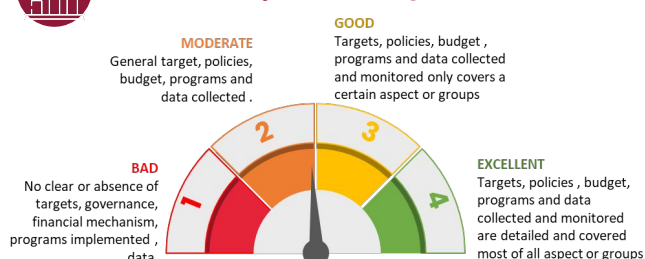 GOOD
Targets, policies, budget ,
programs and data collected
and monitored only covers a
certain aspect or groups
MODERATE
General target, policies,
budget, programs and
data collected .
2
3
BAD
No clear or absence of
targets, governance,
financial mechanism,
programs implemented ,
data
1
4
EXCELLENT
Targets, policies , budget,
programs and data
collected and monitored
are detailed and covered
most of all aspect or groups